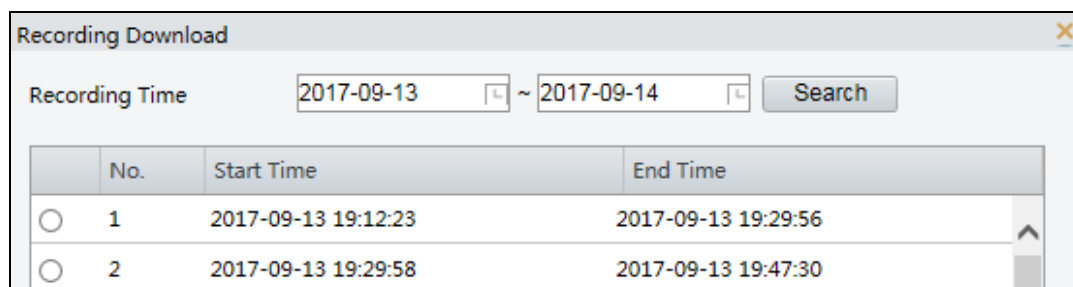 Recording Download
Recording Time 2017-09-13 ~ 2017-09-14 Search
No. Start Time End Time
1 2017-09-13 19:12:23 2017-09-13 19:29:56
2 2017-09-13 19:29:58 2017-09-13 19:47:30